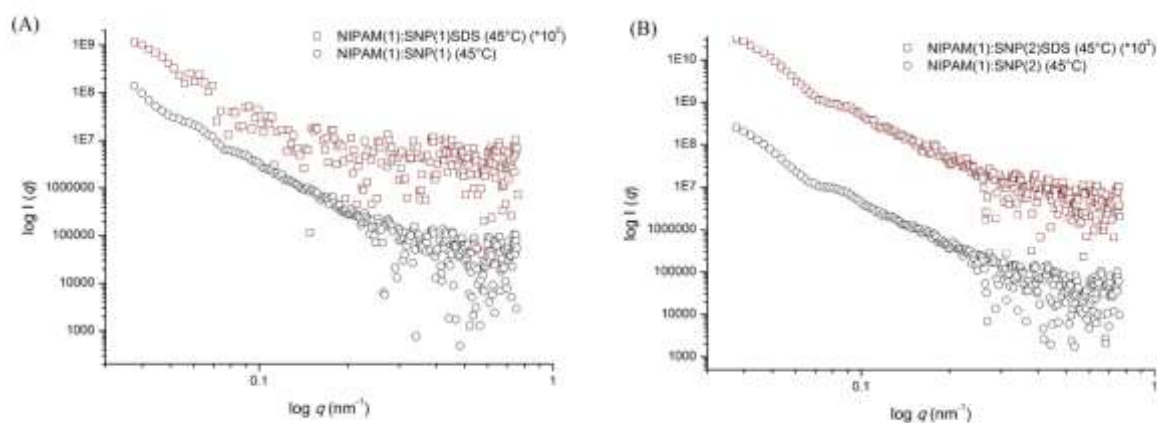 (A)
NIPAM(1):SNP(1)SDS (45°C) (*10²)
NIPAM(1):SNP(1) (45°C)
1E9
1E8
1E7
1000000
100000
10000
1000
log I (q)
0.1
1
log q (nm⁻¹)
(B)
NIPAM(1):SNP(2)SDS (45°C) (*10²)
NIPAM(1):SNP(2) (45°C)
1E10
1E9
1E8
1E7
1000000
100000
10000
1000
log I (q)
0.1
1
log q (nm⁻¹)